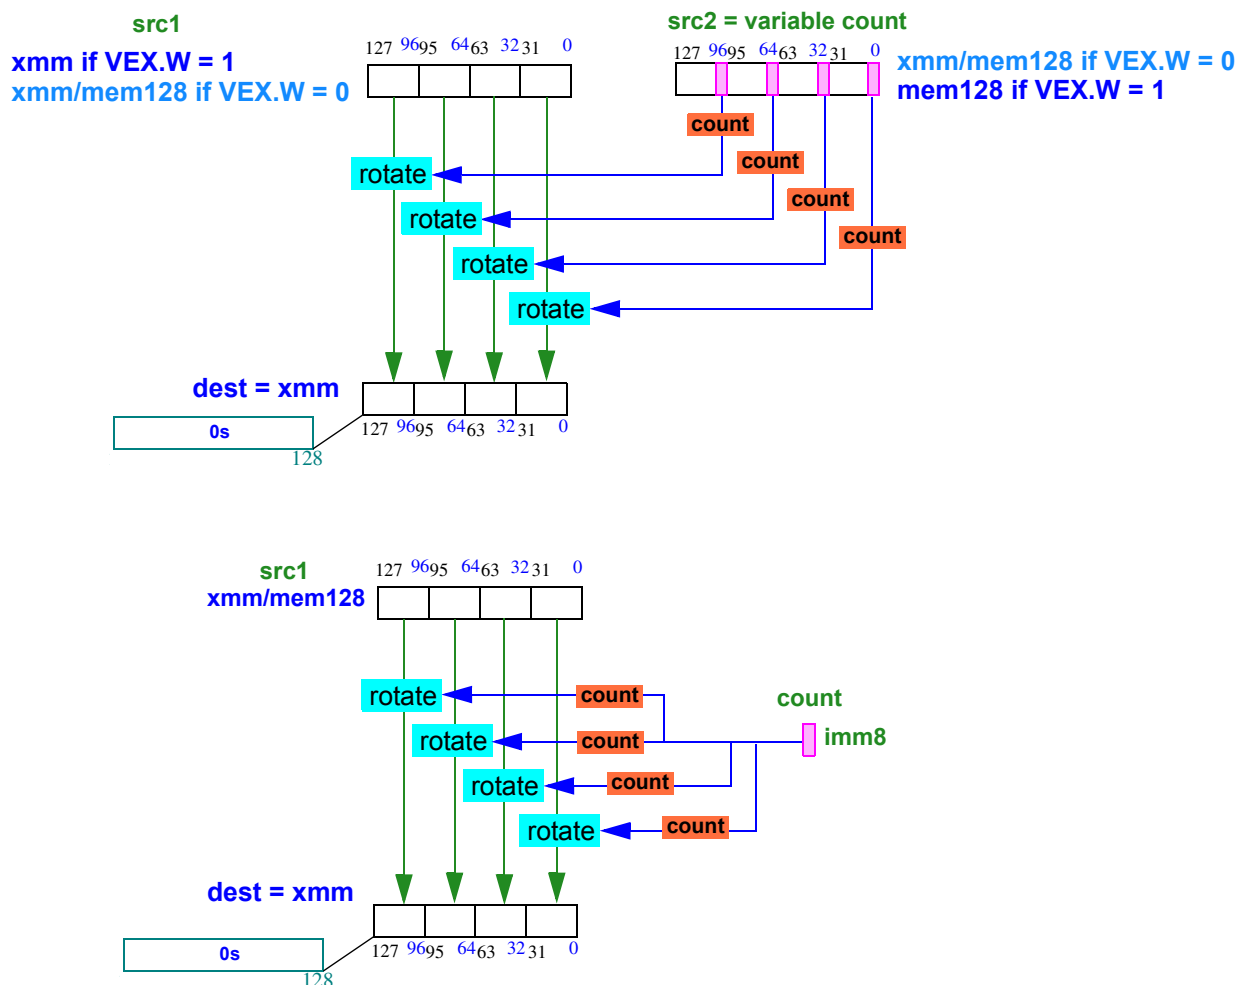 src1
src2 = variable count
127 96 95 64 63 32 31 0
127 96 95 64 63 32 31 0
xmm if VEX.W = 1
xmm/mem128 if VEX.W = 0
xmm/mem128 if VEX.W = 0
mem128 if VEX.W = 1
count
count
rotate
count
rotate
count
rotate
rotate
dest = xmm
0s
127 96 95 64 63 32 31 0
128
src1
127 96 95 64 63 32 31 0
xmm/mem128
rotate
count
count
rotate
count
imm8
rotate
count
rotate
count
dest = xmm
0s
127 96 95 64 63 32 31 0
128